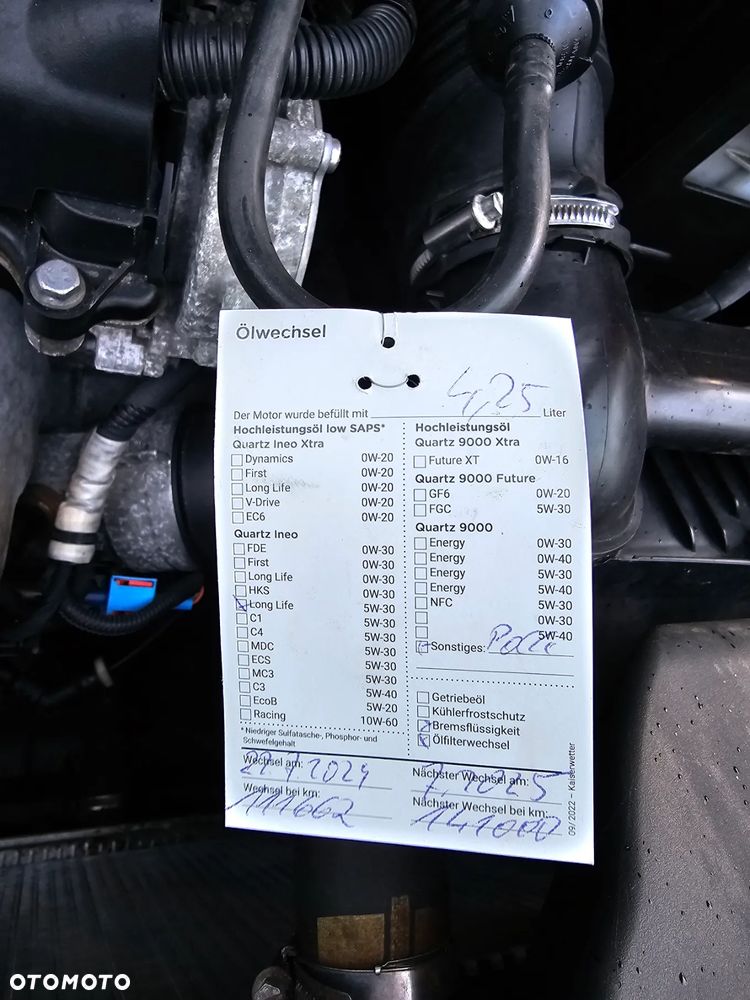 Ölwechsel
Der Motor wurde befüllt mit 4,25 Liter
Hochleistungsöl low SAPS*
Quartz Ineo Xtra
Dynamics 0W-20
First 0W-20
Long Life 0W-20
V-Drive 0W-20
EC6 0W-20
Quartz Ineo
FDE 0W-30
First 0W-30
Long Life 0W-30
HKS 0W-30
Long Life 5W-30
C1 5W-30
C4 5W-30
MDC 5W-30
ECS 5W-30
MC3 5W-30
C3 5W-40
EcoB 5W-20
Racing 10W-60
* Niedriger Sulfatasche-, Phosphor- und
Schwefelgehalt
Hochleistungsöl
Quartz 9000 Xtra
Future XT 0W-16
Quartz 9000 Future
GF6 0W-20
FGC 5W-30
Quartz 9000
Energy 0W-30
Energy 0W-40
Energy 5W-30
Energy 5W-40
NFC 5W-30
0W-30
5W-40
Sonstiges:
Getriebeöl
Kühlerfrostschutz
Bremsflüssigkeit
Ölfilterwechsel
Wechsel am: 22.7.2024
Nächster Wechsel am: 7.2025
Wechsel bei km: 111662
Nächster Wechsel bei km: 141000
09/2022 – Kaiserwetter
OTOMOTO